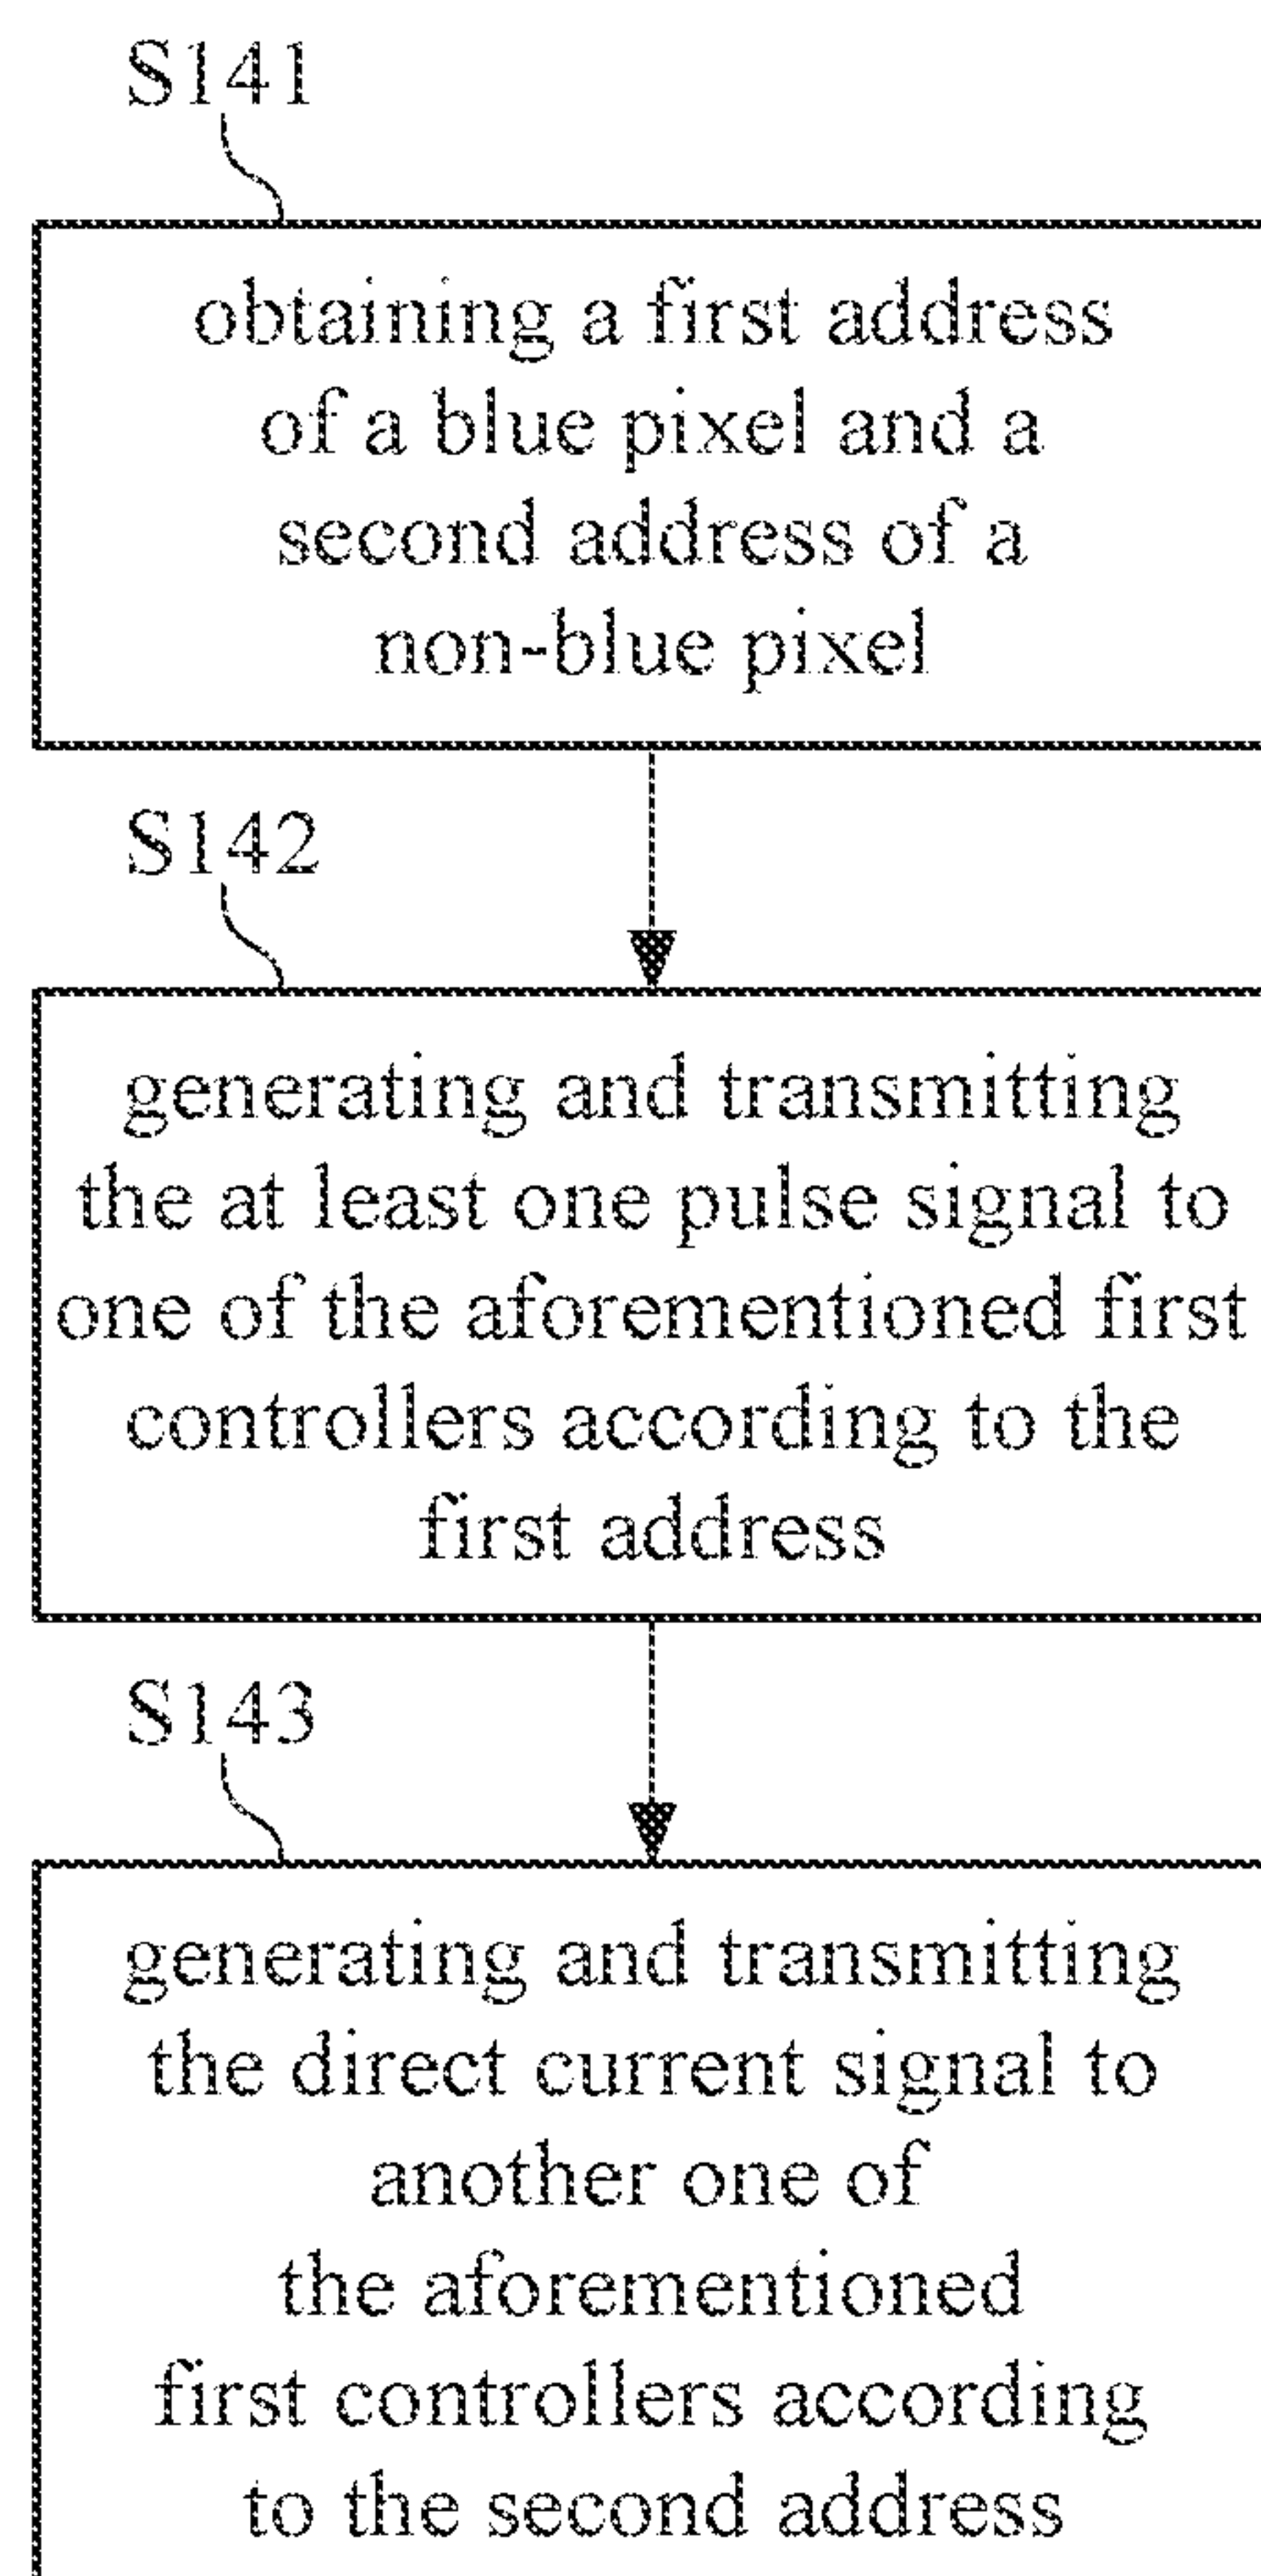 S141
obtaining a first address
of a blue pixel and a
second address of a
non-blue pixel
S142
generating and transmitting
the at least one pulse signal to
one of the aforementioned first
controllers according to the
first address
S143
generating and transmitting
the direct current signal to
another one of
the aforementioned
first controllers according
to the second address